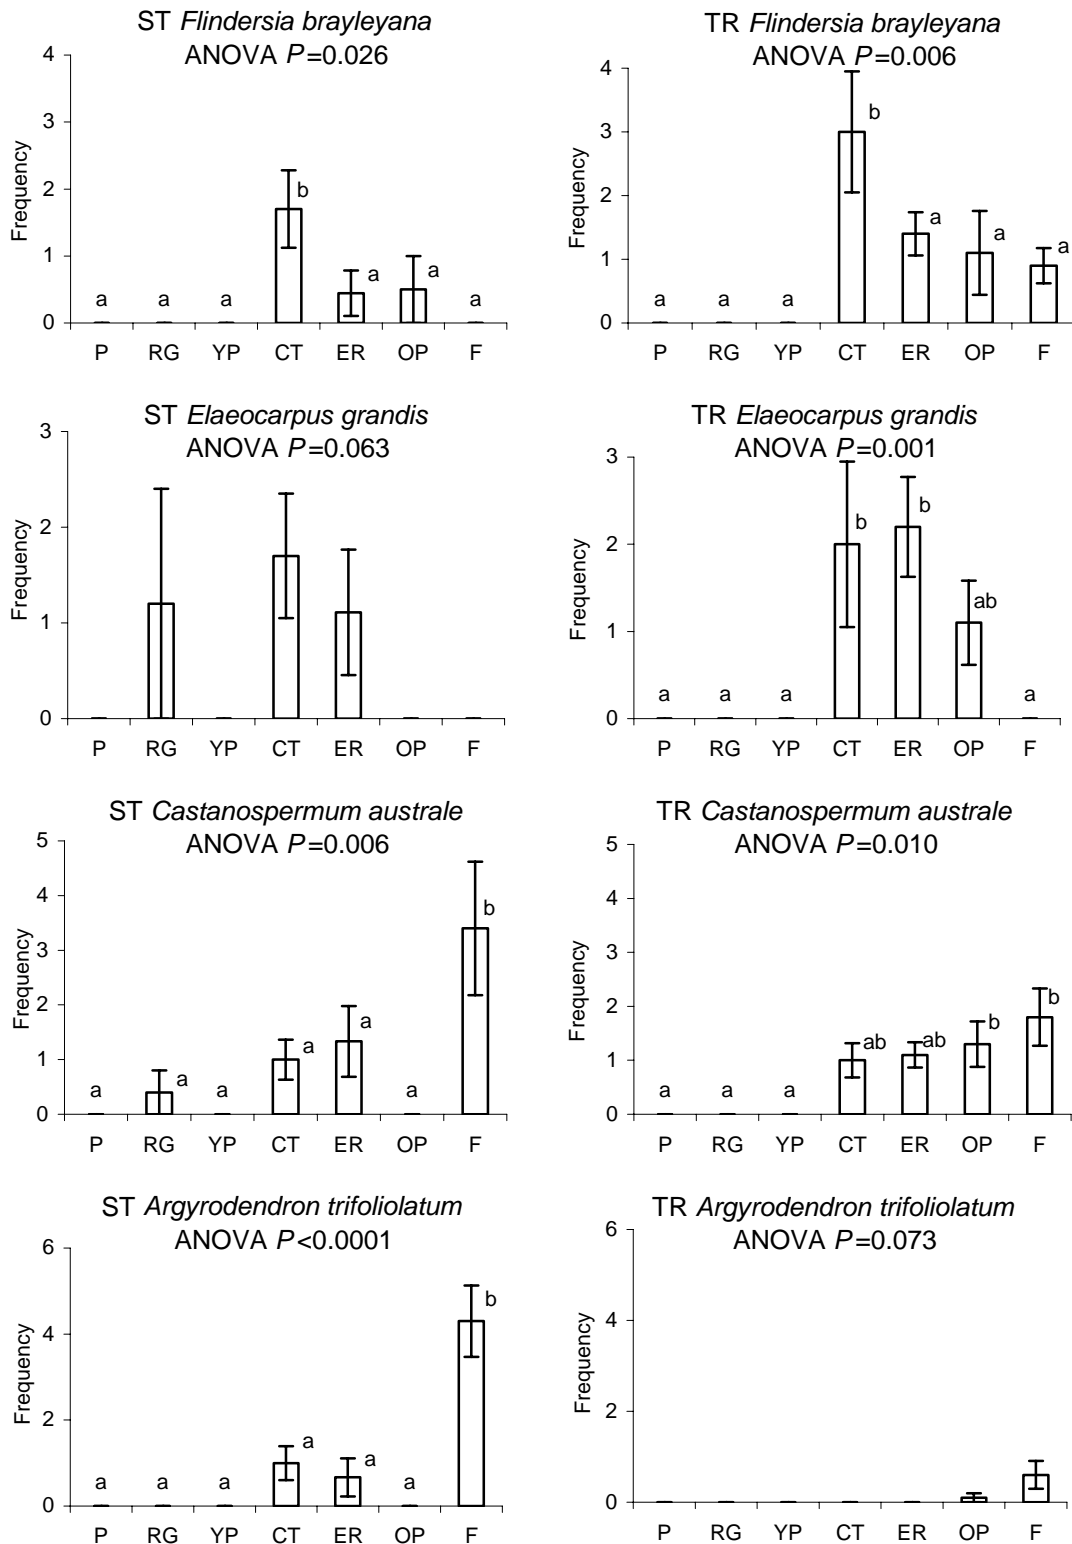 ST Flindersia brayleyana
ANOVA P=0.026
4
3
2
1
0
Frequency
a
a
a
b
a
a
a
P RG YP CT ER OP F
TR Flindersia brayleyana
ANOVA P=0.006
4
3
2
1
0
Frequency
a
a
a
b
a
a
a
P RG YP CT ER OP F
ST Elaeocarpus grandis
ANOVA P=0.063
3
2
1
0
Frequency
P RG YP CT ER OP F
TR Elaeocarpus grandis
ANOVA P=0.001
3
2
1
0
Frequency
a
a
a
b
b
ab
a
P RG YP CT ER OP F
ST Castanospermum australe
ANOVA P=0.006
5
4
3
2
1
0
Frequency
a
a
a
a
a
a
b
P RG YP CT ER OP F
TR Castanospermum australe
ANOVA P=0.010
5
4
3
2
1
0
Frequency
a
a
a
ab
ab
b
b
P RG YP CT ER OP F
ST Argyrodendron trifoliolatum
ANOVA P<0.0001
6
4
2
0
Frequency
a
a
a
a
a
a
b
P RG YP CT ER OP F
TR Argyrodendron trifoliolatum
ANOVA P=0.073
6
4
2
0
Frequency
P RG YP CT ER OP F